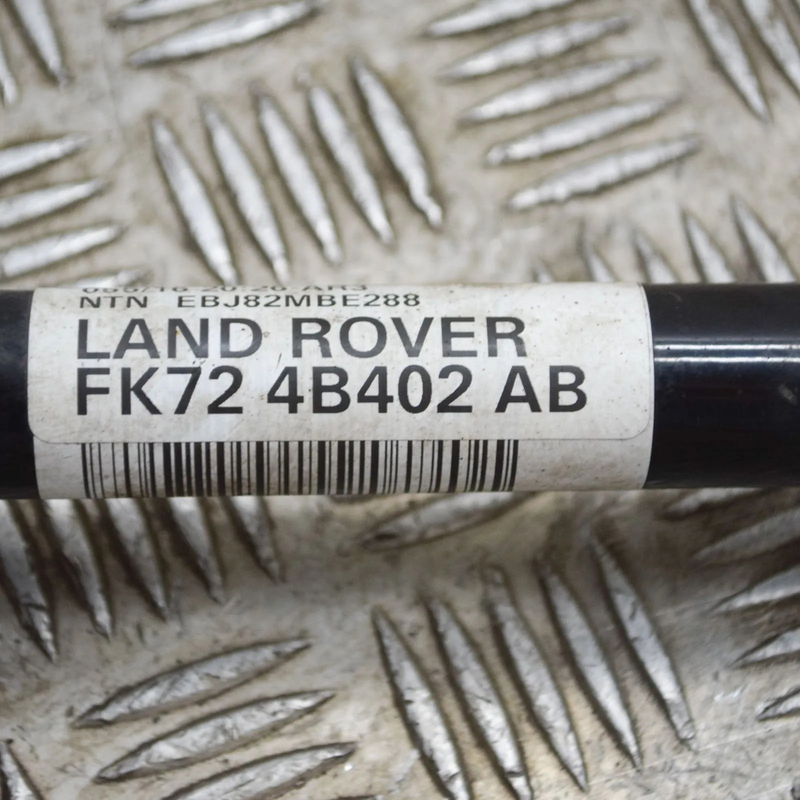 NTN EBJ82MBE288
LAND ROVER
FK72 4B402 AB